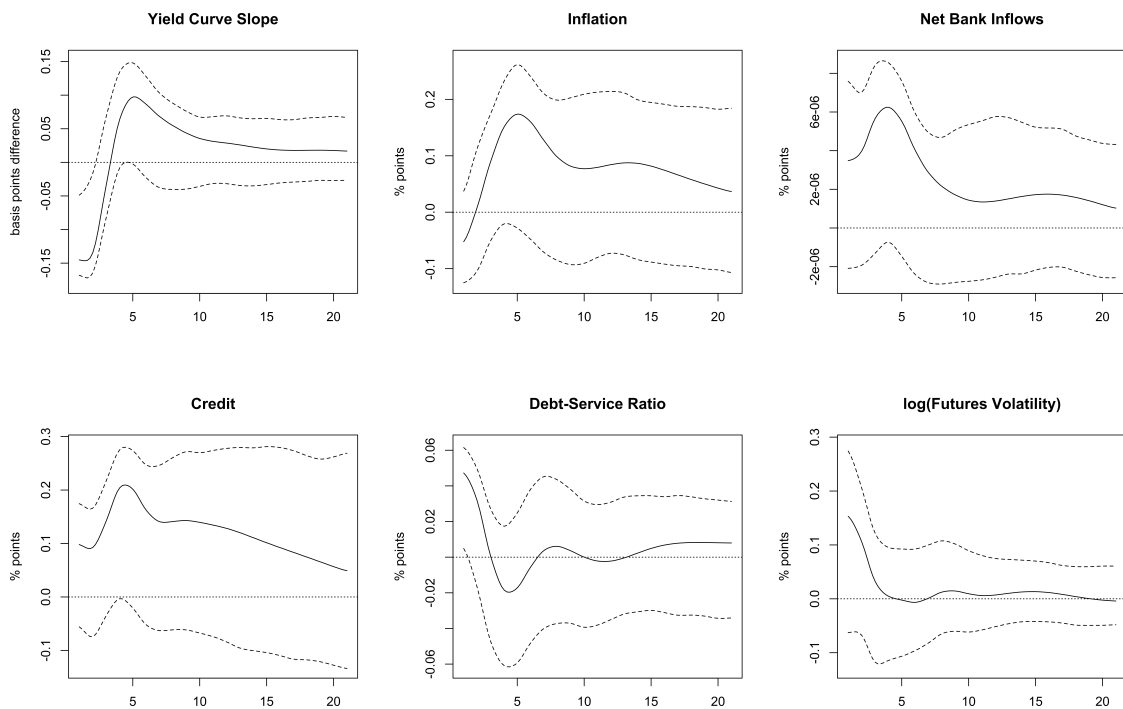 Yield Curve Slope
basis points difference
0.15
0.05
-0.05
-0.15
5 10 15 20
Inflation
% points
0.2
0.1
0.0
-0.1
5 10 15 20
Net Bank Inflows
% points
6e-06
2e-06
-2e-06
5 10 15 20
Credit
% points
0.3
0.2
0.1
0.0
-0.1
5 10 15 20
Debt-Service Ratio
% points
0.06
0.02
-0.02
-0.06
5 10 15 20
log(Futures Volatility)
% points
0.3
0.2
0.1
0.0
-0.1
5 10 15 20